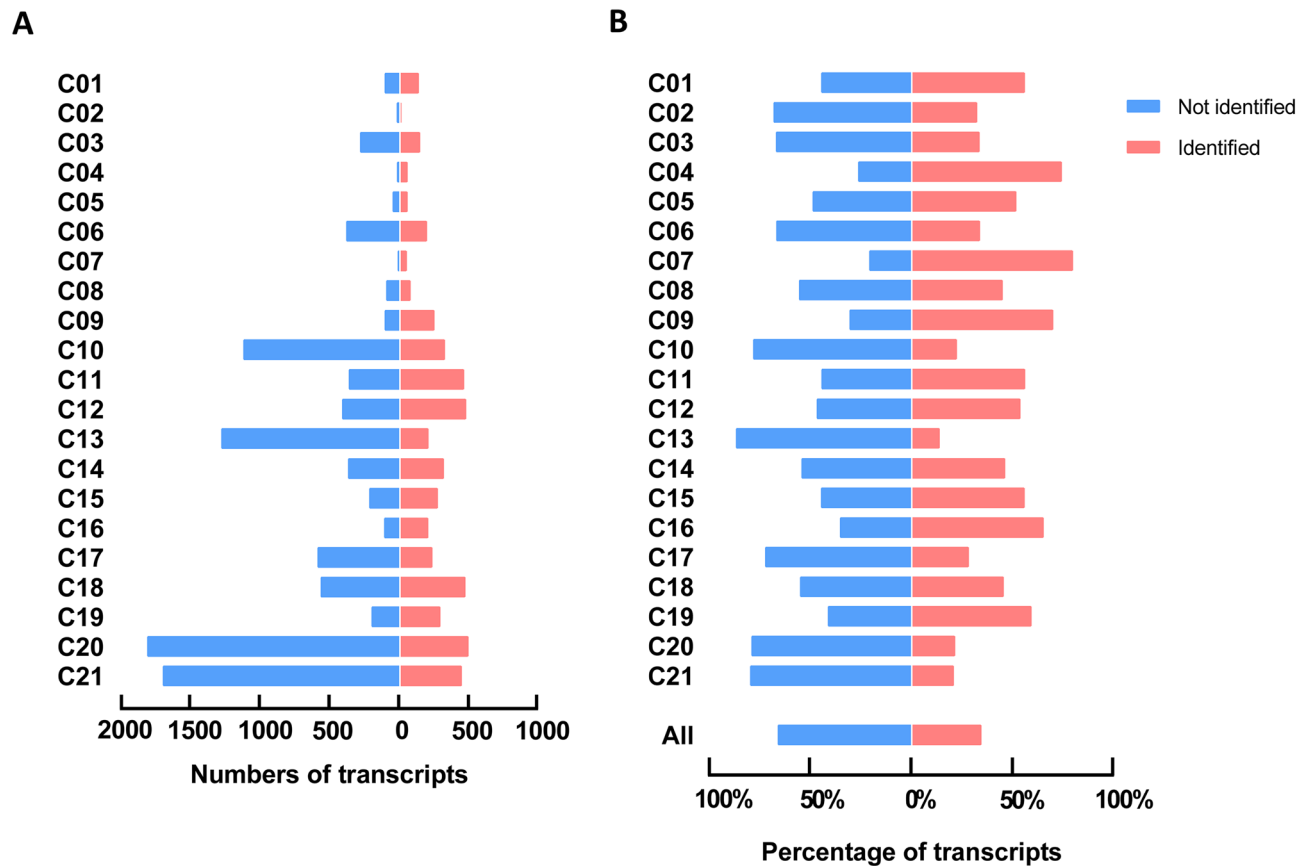 A
C01
C02
C03
C04
C05
C06
C07
C08
C09
C10
C11
C12
C13
C14
C15
C16
C17
C18
C19
C20
C21
2000 1500 1000 500 0 500 1000
Numbers of transcripts
B
C01
C02
C03
C04
C05
C06
C07
C08
C09
C10
C11
C12
C13
C14
C15
C16
C17
C18
C19
C20
C21
All
100% 50% 0% 50% 100%
Percentage of transcripts
Not identified
Identified